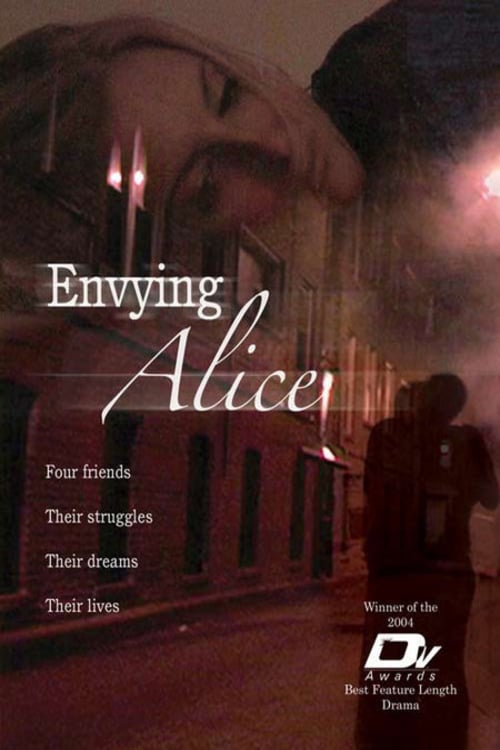 Envying
Alice
Four friends
Their struggles
Their dreams
Their lives
Winner of the
2004
DV
Awards
Best Feature Length
Drama